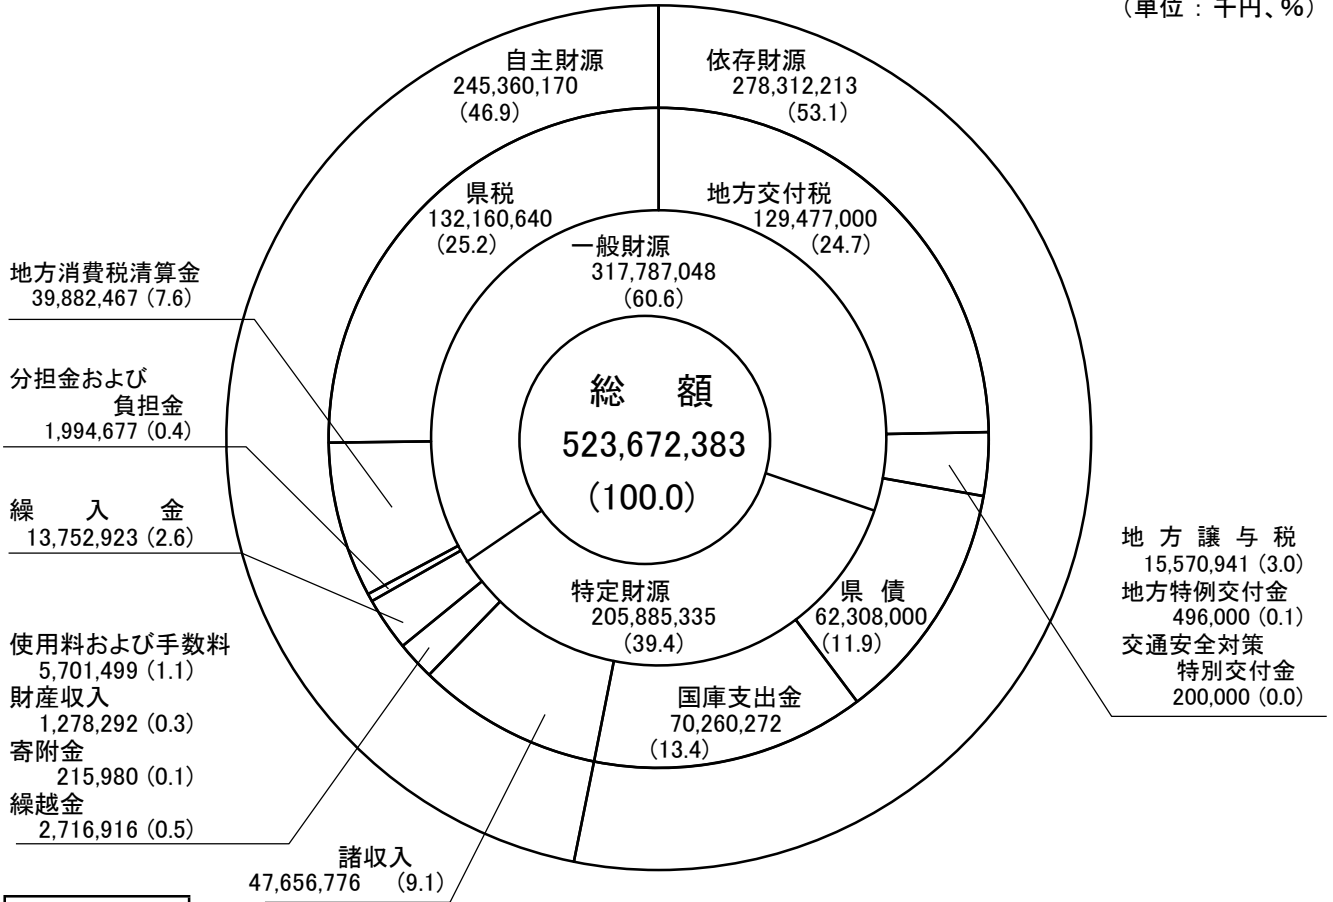 （単位：千円、％）
自主財源
245,360,170
（46.9）
依存財源
278,312,213
（53.1）
県税
132,160,640
（25.2）
地方交付税
129,477,000
（24.7）
一般財源
317,787,048
（60.6）
総　額
523,672,383
（100.0）
特定財源
205,885,335
（39.4）
県 債
62,308,000
（11.9）
国庫支出金
70,260,272
（13.4）
地方消費税清算金
39,882,467（7.6）
分担金および
負担金
1,994,677（0.4）
繰 入 金
13,752,923（2.6）
使用料および手数料
5,701,499（1.1）
財産収入
1,278,292（0.3）
寄附金
215,980（0.1）
繰越金
2,716,916（0.5）
諸収入
47,656,776 （9.1）
地 方 譲 与 税
15,570,941（3.0）
地方特例交付金
496,000（0.1）
交通安全対策
特別交付金
200,000（0.0）